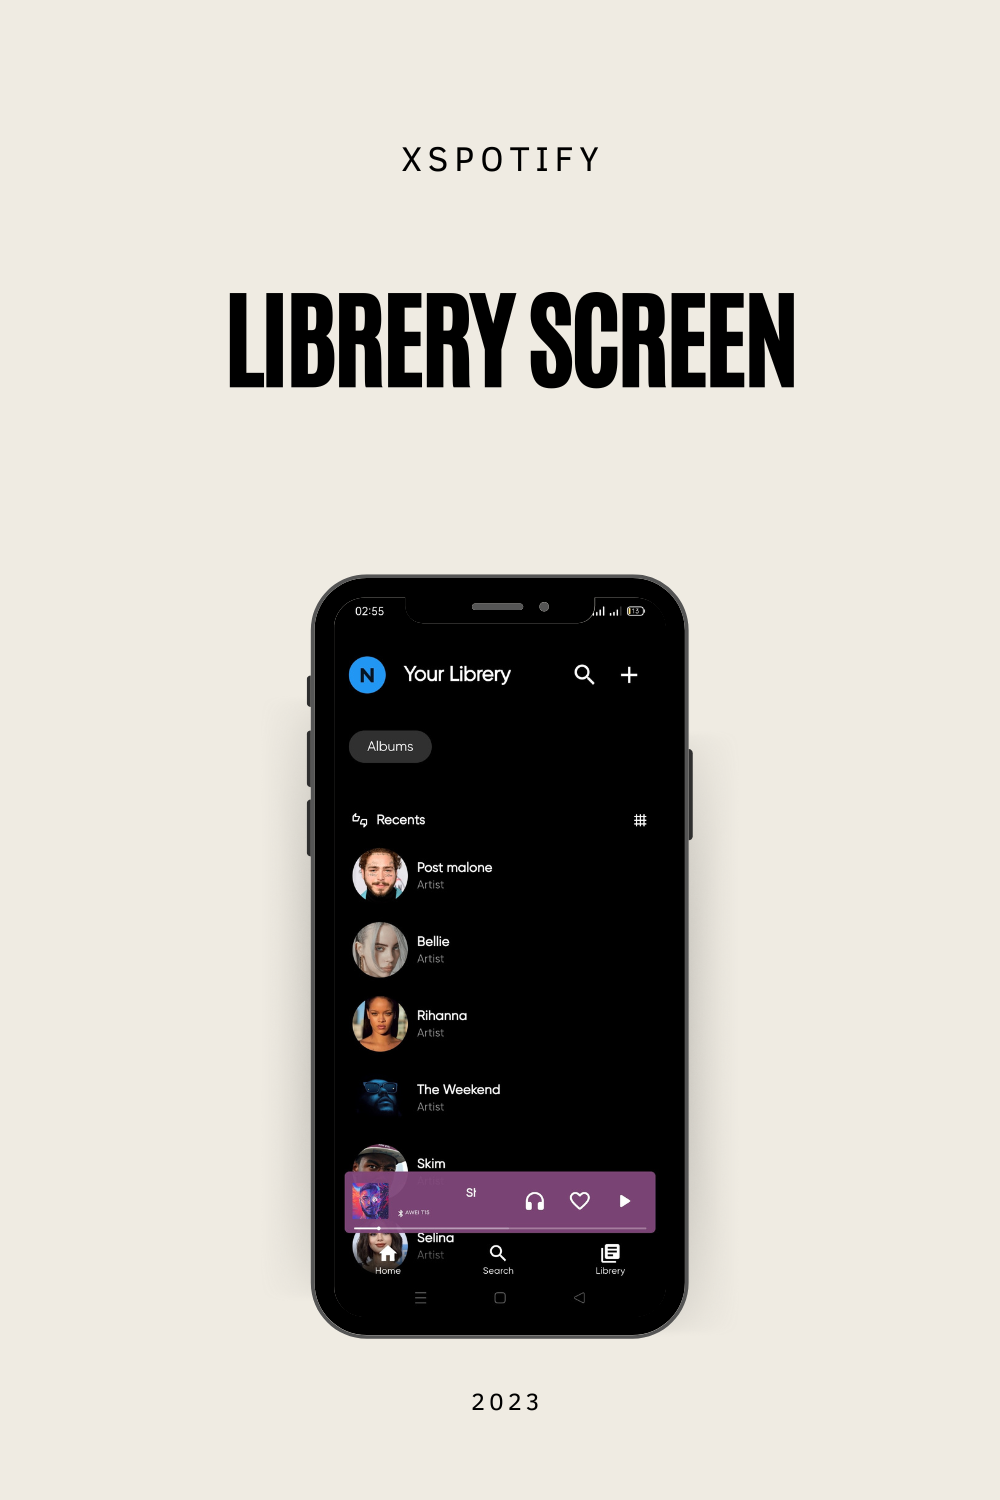 XSPOTIFY
LIBRERY SCREEN
02:55
13
N
Your Librery
Albums
Recents
Post malone
Artist
Bellie
Artist
Rihanna
Artist
The Weekend
Artist
Skim
AWEI T15
Selina
Artist
Home
Search
Librery
2023